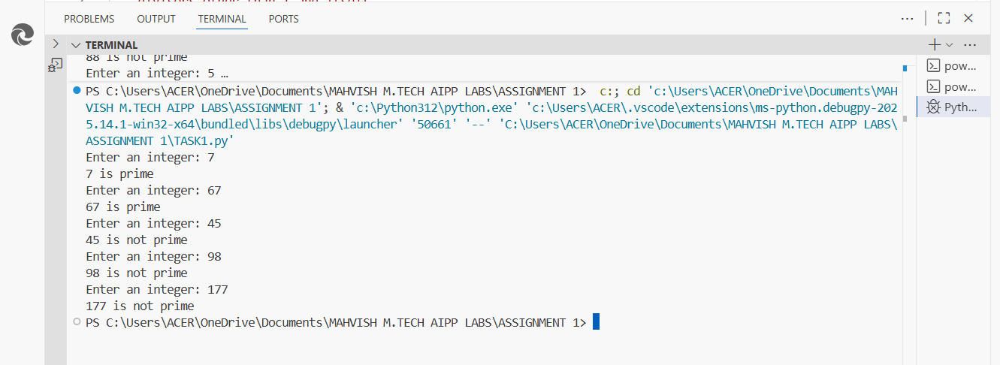 PROBLEMS OUTPUT TERMINAL PORTS
TERMINAL
88 is not prime
Enter an integer: 5 …
PS C:\Users\ACER\OneDrive\Documents\MAHVISH M.TECH AIPP LABS\ASSIGNMENT 1>  c:; cd 'c:\Users\ACER\OneDrive\Documents\MAH
VISH M.TECH AIPP LABS\ASSIGNMENT 1'; & 'c:\Python312\python.exe' 'c:\Users\ACER\.vscode\extensions\ms-python.debugpy-202
5.14.1-win32-x64\bundled\libs\debugpy\launcher' '50661' '--' 'C:\Users\ACER\OneDrive\Documents\MAHVISH M.TECH AIPP LABS\
ASSIGNMENT 1\TASK1.py'
Enter an integer: 7
7 is prime
Enter an integer: 67
67 is prime
Enter an integer: 45
45 is not prime
Enter an integer: 98
98 is not prime
Enter an integer: 177
177 is not prime
PS C:\Users\ACER\OneDrive\Documents\MAHVISH M.TECH AIPP LABS\ASSIGNMENT 1>
pow...
pow...
Pyth...